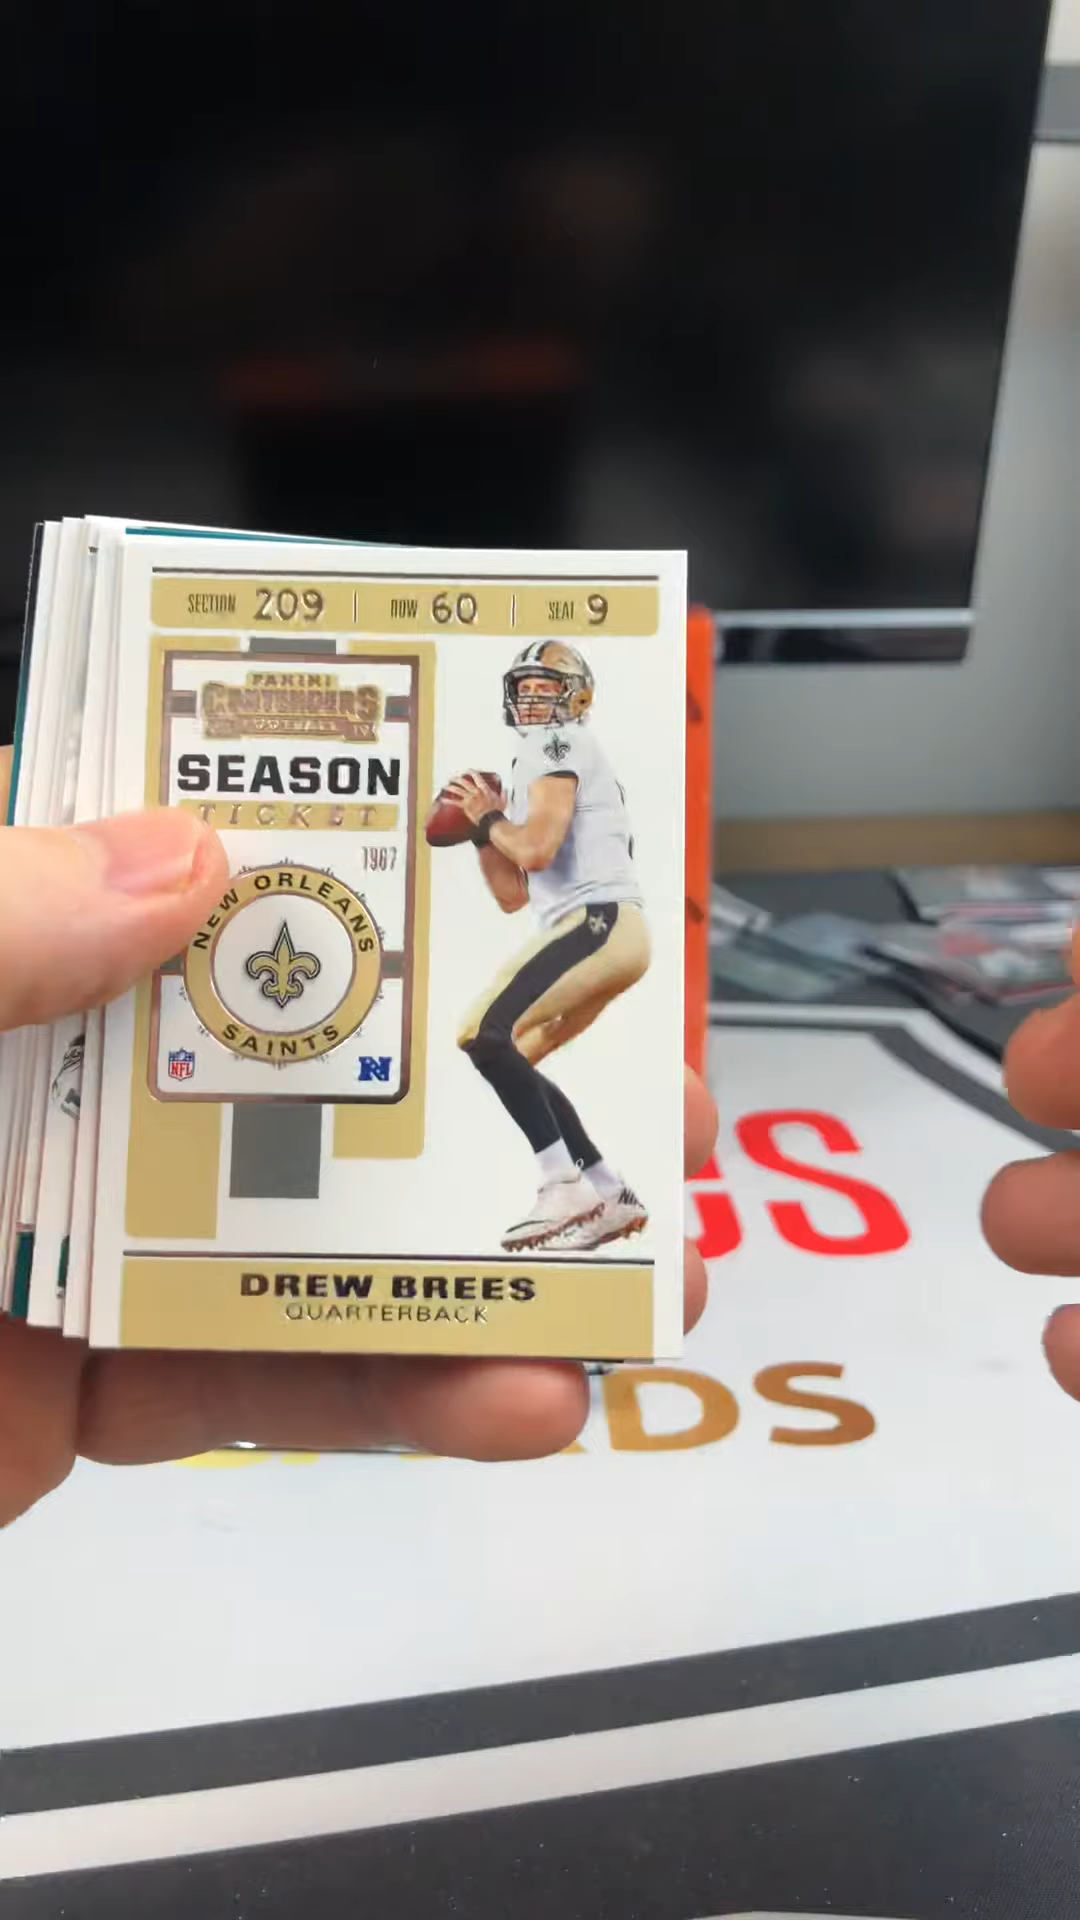 SECTION 209 | ROW 60 | SEAT 9
PANINI
CONTENDERS
FOOTBALL
SEASON
TICKET
1967
NEW ORLEANS
SAINTS
NFL
N
DREW BREES
QUARTERBACK
CS
DS